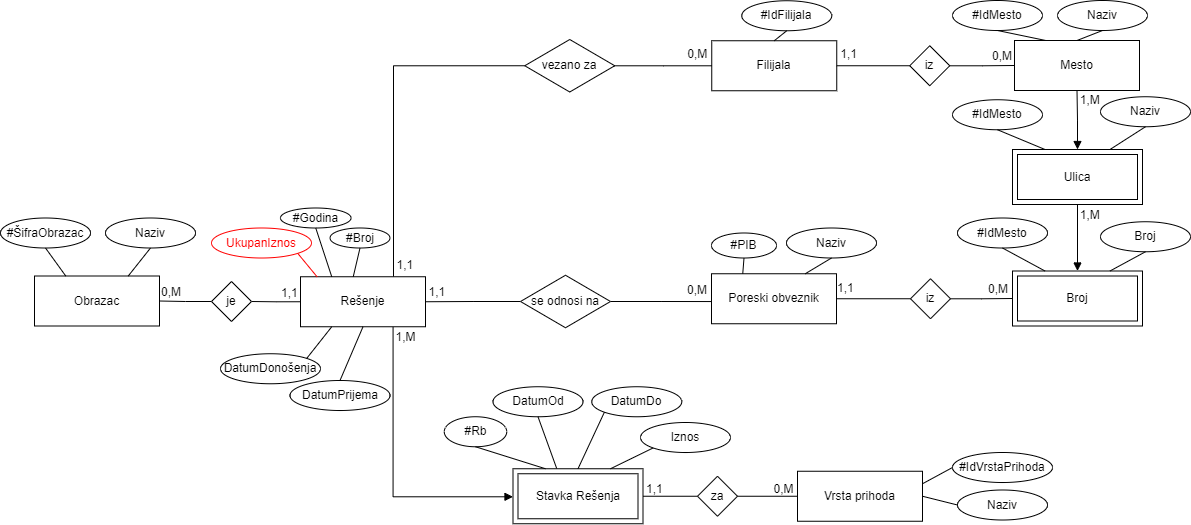 #IdFilijala
#IdMesto
Naziv
vezano za
0,M
Filijala
1,1
iz
0,M
Mesto
1,M
#IdMesto
Naziv
Ulica
1,M
#ŠifraObrazac
Naziv
UkupanIznos
#Godina
#Broj
1,1
#PIB
Naziv
#IdMesto
Broj
Obrazac
0,M
je
1,1
Rešenje
1,1
se odnosi na
0,M
Poreski obveznik
1,1
iz
0,M
Broj
1,M
DatumDonošenja
DatumPrijema
#Rb
DatumOd
DatumDo
Iznos
Stavka Rešenja
1,1
za
0,M
Vrsta prihoda
#IdVrstaPrihoda
Naziv